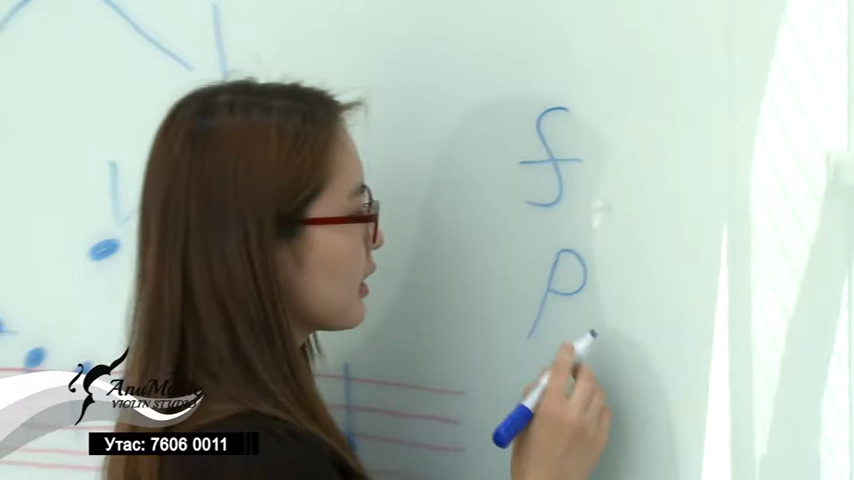 f
p
AnuMusic
VIOLIN STUDIO
Утас: 7606 0011